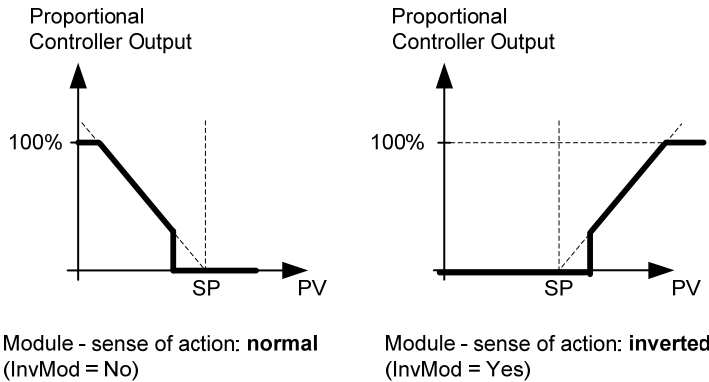 Proportional
Controller Output
100%
SP
PV
Module - sense of action: normal
(InvMod = No)
Proportional
Controller Output
100%
SP
PV
Module - sense of action: inverted
(InvMod = Yes)